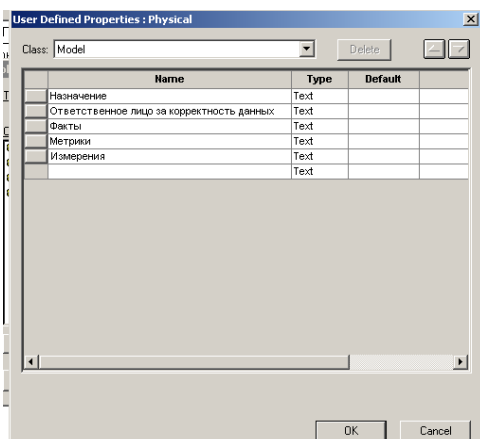 User Defined Properties : Physical
Class: Model Delete
Name Type Default
Назначение Text
Ответственное лицо за корректность данных Text
Факты Text
Метрики Text
Измерения Text
Text
OK Cancel